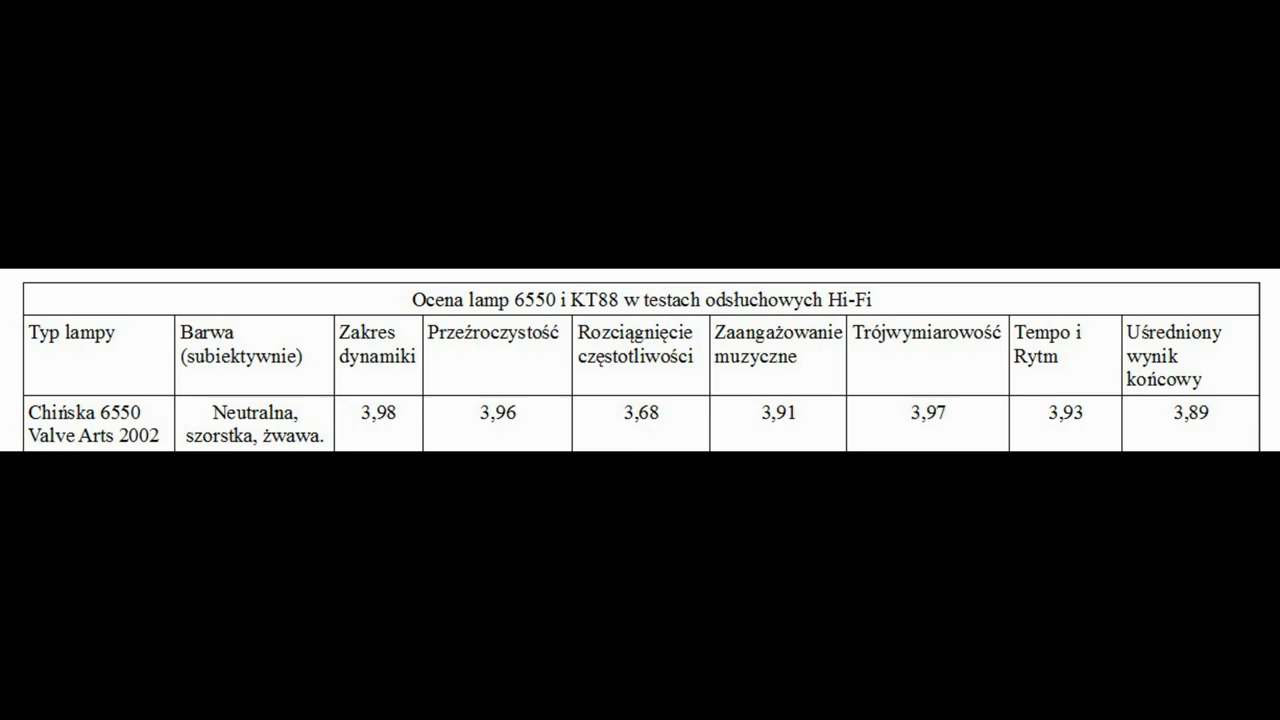 Ocena lamp 6550 i KT88 w testach odsłuchowych Hi-Fi
Typ lampy
Barwa
(subiektywnie)
Zakres
dynamiki
Przeźroczystość
Rozciągnięcie
częstotliwości
Zaangażowanie
muzyczne
Trójwymiarowość
Tempo i
Rytm
Uśredniony
wynik
końcowy
Chińska 6550
Valve Arts 2002
Neutralna,
szorstka, żwawa.
3,98
3,96
3,68
3,91
3,97
3,93
3,89